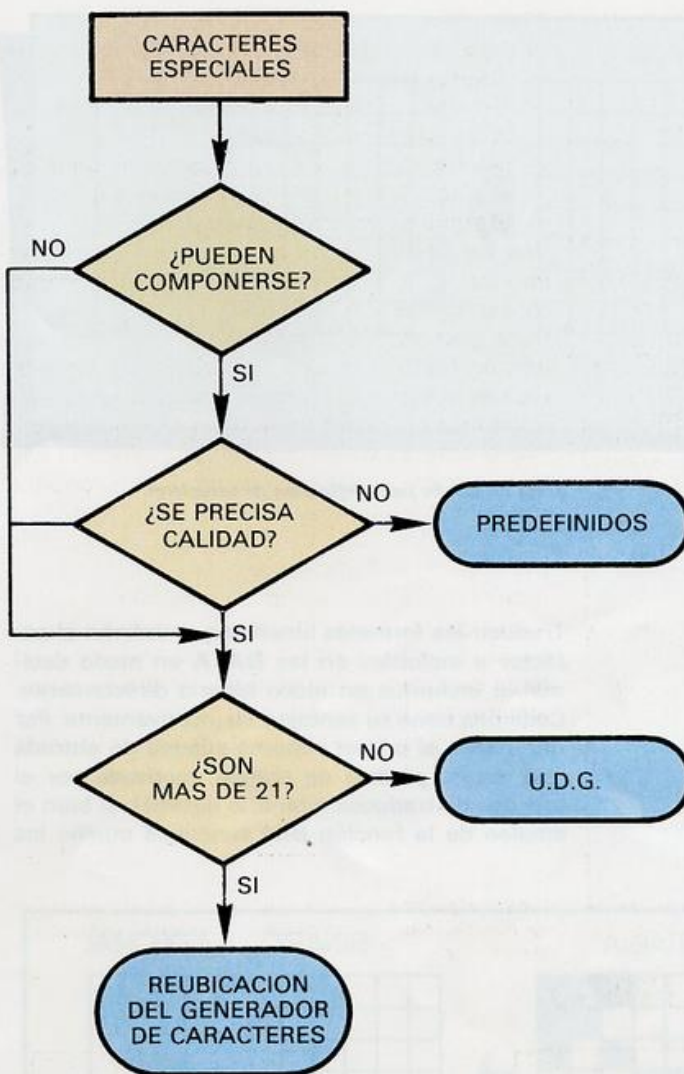 CARACTERES
ESPECIALES
NO
¿PUEDEN
COMPONERSE?
SI
¿SE PRECISA
CALIDAD?
NO
PREDEFINIDOS
SI
¿SON
MAS DE 21?
NO
U.D.G.
SI
REUBICACION
DEL GENERADOR
DE CARACTERES